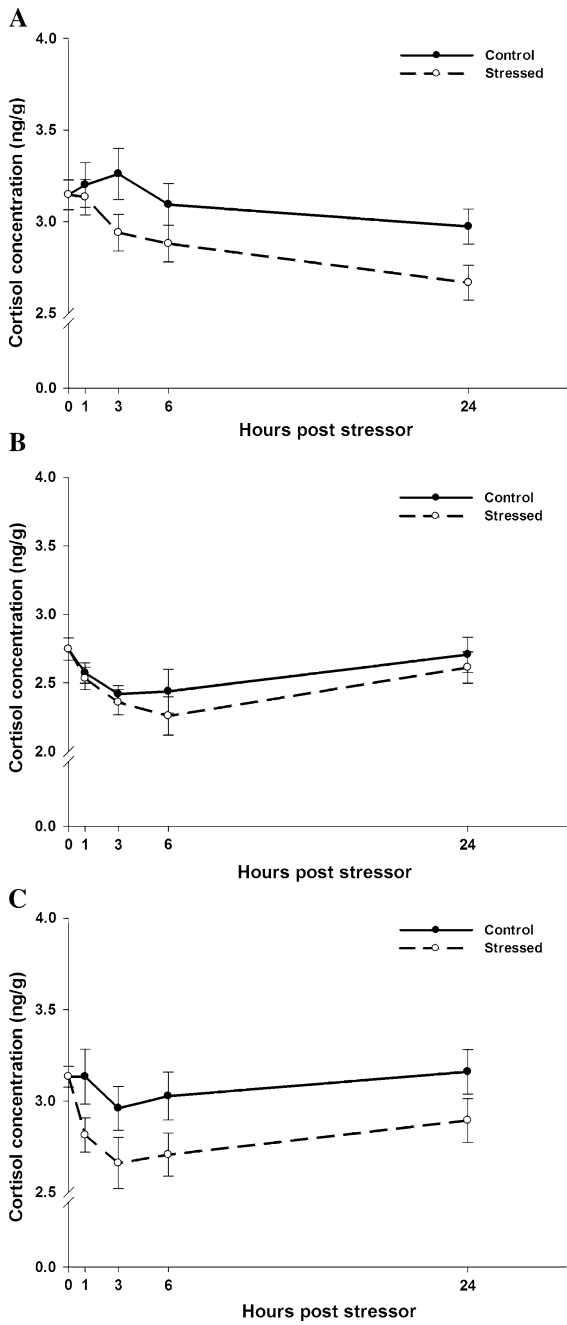 A
Control
Stressed
Cortisol concentration (ng/g)
4.0
3.5
3.0
2.5
0.0
0 1 3 6 24
Hours post stressor
B
Control
Stressed
Cortisol concentration (ng/g)
4.0
3.5
3.0
2.5
2.0
0.0
0 1 3 6 24
Hours post stressor
C
Control
Stressed
Cortisol concentration (ng/g)
4.0
3.5
3.0
2.5
0.0
0 1 3 6 24
Hours post stressor